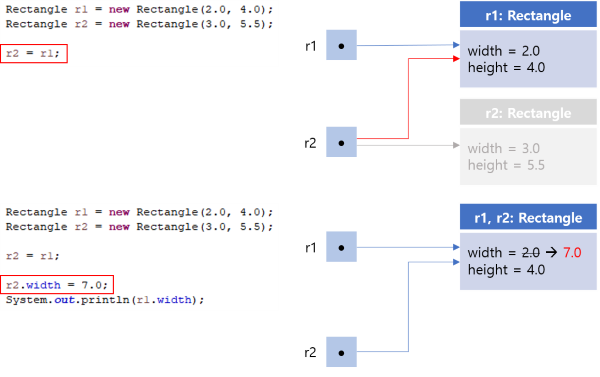 Rectangle r1 = new Rectangle(2.0, 4.0);
Rectangle r2 = new Rectangle(3.0, 5.5);
r2 = r1;
r1
r2
r1: Rectangle
width = 2.0
height = 4.0
r2: Rectangle
width = 3.0
height = 5.5
Rectangle r1 = new Rectangle(2.0, 4.0);
Rectangle r2 = new Rectangle(3.0, 5.5);
r2 = r1;
r2.width = 7.0;
System.out.println(r1.width);
r1
r2
r1, r2: Rectangle
width = 2.0 → 7.0
height = 4.0